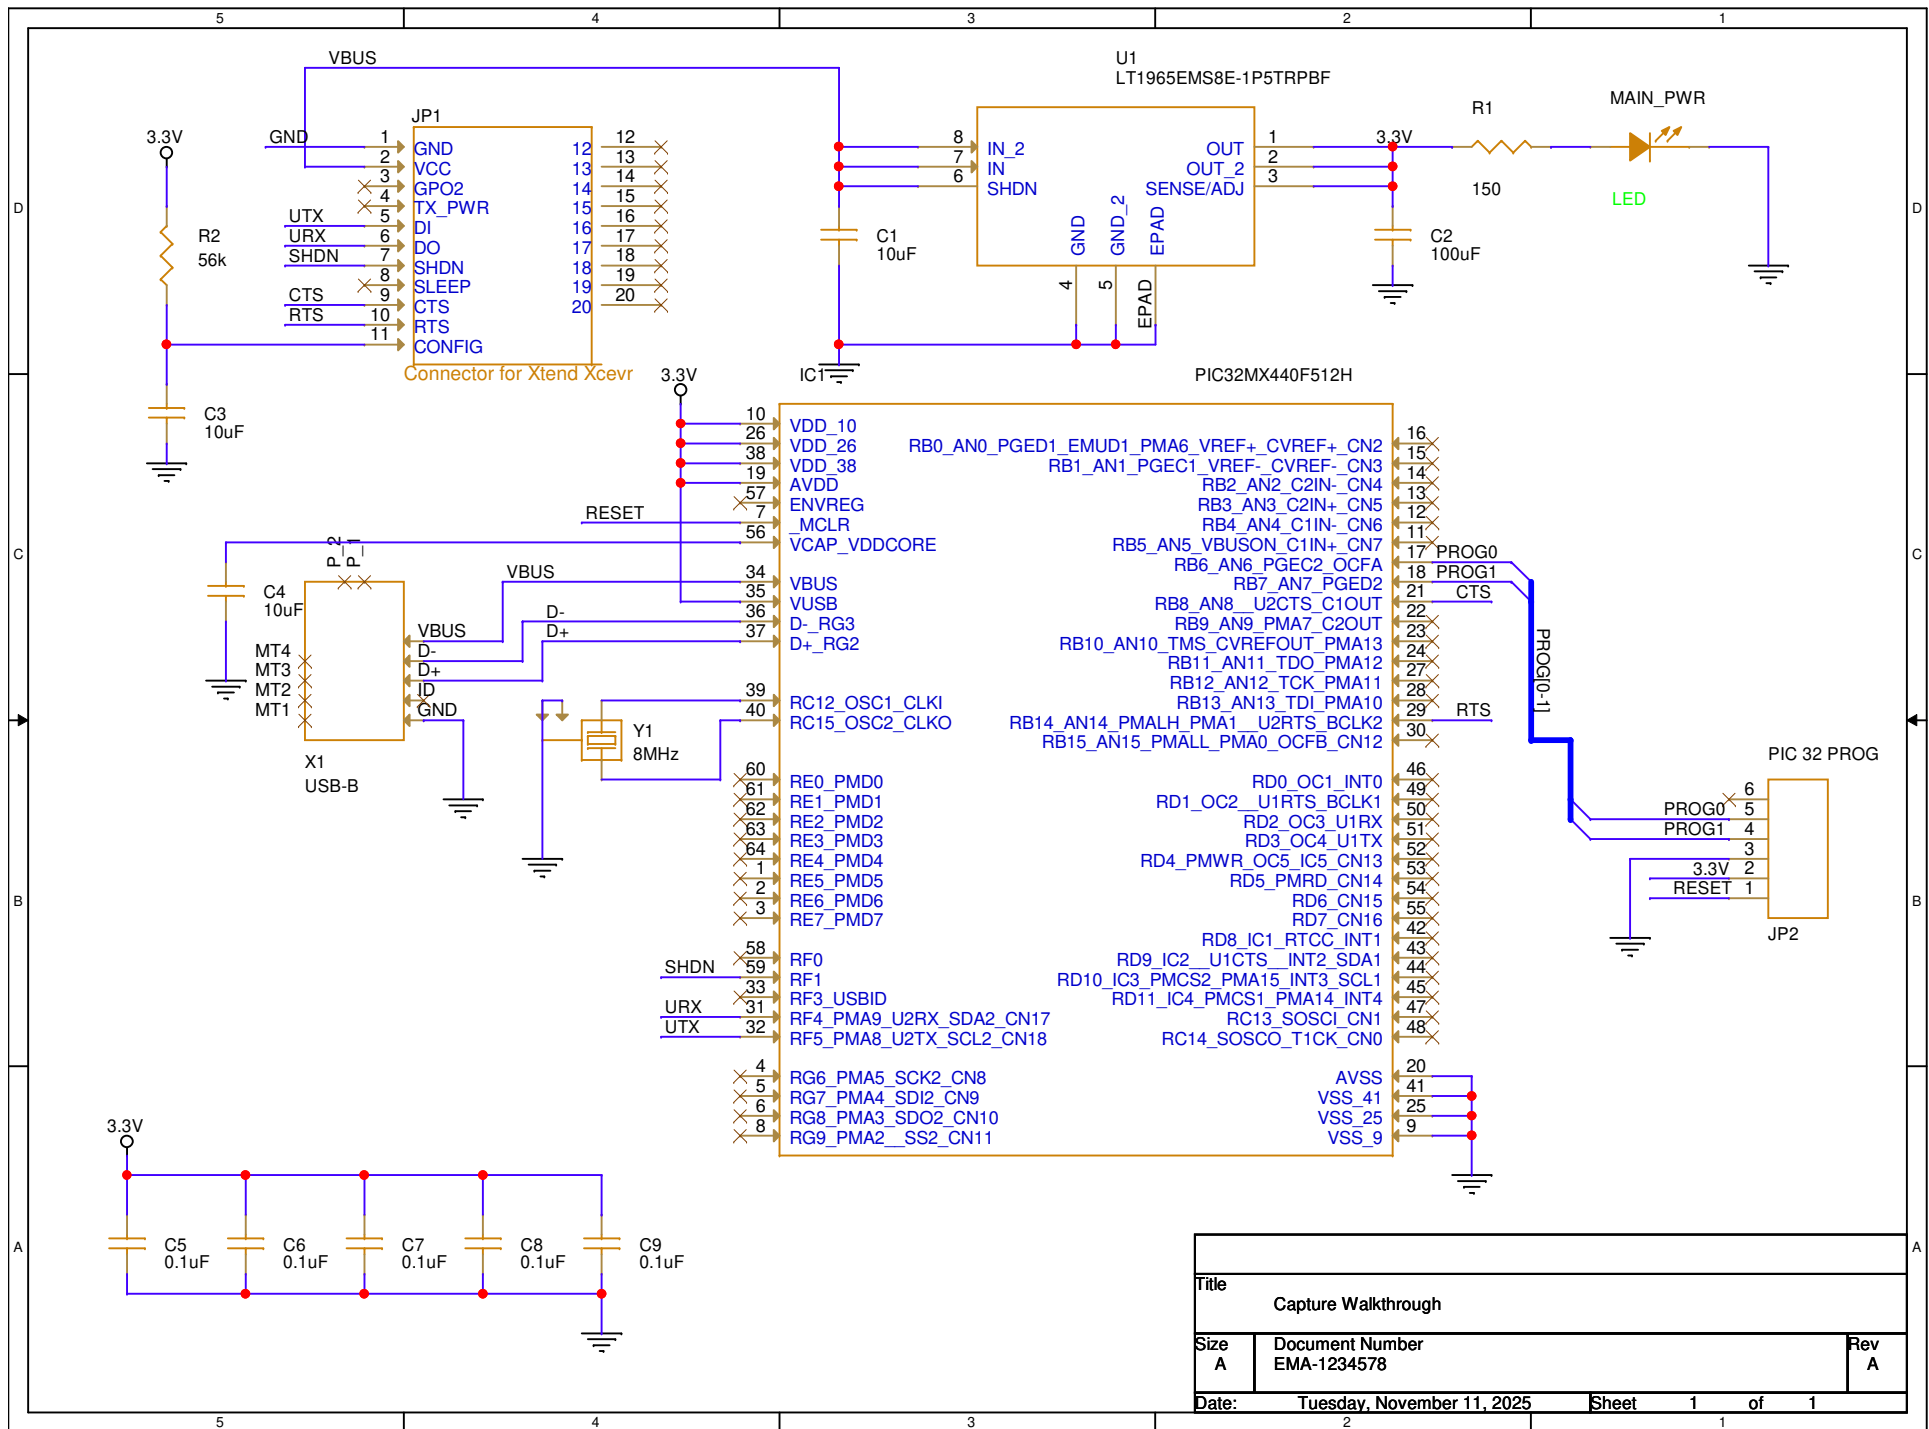 5 4 3 2 1
D
C
B
A
D
C
B
A
VBUS
3.3V
R2
56k
C3
10uF
JP1
GND 1 GND
2 VCC
3 GPO2
4 TX_PWR
UTX 5 DI
URX 6 DO
SHDN 7 SHDN
8 SLEEP
CTS 9 CTS
RTS 10 RTS
11 CONFIG
12 12
13 13
14 14
15 15
16 16
17 17
18 18
19 19
20 20
Connector for Xtend Xcevr
U1
LT1965EMS8E-1P5TRPBF
8 IN_2
7 IN
6 SHDN
OUT 1
OUT_2 2
SENSE/ADJ 3
GND 4
GND_2 5
EPAD EPAD
C1
10uF
3.3V
C2
100uF
R1
150
MAIN_PWR
LED
3.3V
IC1
PIC32MX440F512H
10 VDD_10
26 VDD_26
38 VDD_38
19 AVDD
57 ENVREG
RESET 7 _MCLR
56 VCAP_VDDCORE
VBUS 34 VBUS
35 VUSB
D- 36 D-_RG3
D+ 37 D+_RG2
39 RC12_OSC1_CLKI
40 RC15_OSC2_CLKO
60 RE0_PMD0
61 RE1_PMD1
62 RE2_PMD2
63 RE3_PMD3
64 RE4_PMD4
1 RE5_PMD5
2 RE6_PMD6
3 RE7_PMD7
58 RF0
SHDN 59 RF1
33 RF3_USBID
URX 31 RF4_PMA9_U2RX_SDA2_CN17
UTX 32 RF5_PMA8_U2TX_SCL2_CN18
4 RG6_PMA5_SCK2_CN8
5 RG7_PMA4_SDI2_CN9
6 RG8_PMA3_SDO2_CN10
8 RG9_PMA2__SS2_CN11
RB0_AN0_PGED1_EMUD1_PMA6_VREF+_CVREF+_CN2 16
RB1_AN1_PGEC1_VREF-_CVREF-_CN3 15
RB2_AN2_C2IN-_CN4 14
RB3_AN3_C2IN+_CN5 13
RB4_AN4_C1IN-_CN6 12
RB5_AN5_VBUSON_C1IN+_CN7 11
RB6_AN6_PGEC2_OCFA 17 PROG0
RB7_AN7_PGED2 18 PROG1
RB8_AN8__U2CTS_C1OUT 21 CTS
RB9_AN9_PMA7_C2OUT 22
RB10_AN10_TMS_CVREFOUT_PMA13 23
RB11_AN11_TDO_PMA12 24
RB12_AN12_TCK_PMA11 27
RB13_AN13_TDI_PMA10 28
RB14_AN14_PMALH_PMA1__U2RTS_BCLK2 29 RTS
RB15_AN15_PMALL_PMA0_OCFB_CN12 30
RD0_OC1_INT0 46
RD1_OC2__U1RTS_BCLK1 49
RD2_OC3_U1RX 50
RD3_OC4_U1TX 51
RD4_PMWR_OC5_IC5_CN13 52
RD5_PMRD_CN14 53
RD6_CN15 54
RD7_CN16 55
RD8_IC1_RTCC_INT1 42
RD9_IC2__U1CTS__INT2_SDA1 43
RD10_IC3_PMCS2_PMA15_INT3_SCL1 44
RD11_IC4_PMCS1_PMA14_INT4 45
RC13_SOSCI_CN1 47
RC14_SOSCO_T1CK_CN0 48
AVSS 20
VSS_41 41
VSS_25 25
VSS_9 9
PROG[0-1]
C4
10uF
P_2
P_1
MT4
MT3
MT2
MT1
VBUS
D-
D+
ID
GND
X1
USB-B
Y1
8MHz
PIC 32 PROG
6
PROG0 5
PROG1 4
3
3.3V 2
RESET 1
JP2
3.3V
C5
0.1uF
C6
0.1uF
C7
0.1uF
C8
0.1uF
C9
0.1uF
Title
Capture Walkthrough
Size Document Number Rev
A EMA-1234578 A
Date: Tuesday, November 11, 2025 Sheet 1 of 1
5 4 3 2 1